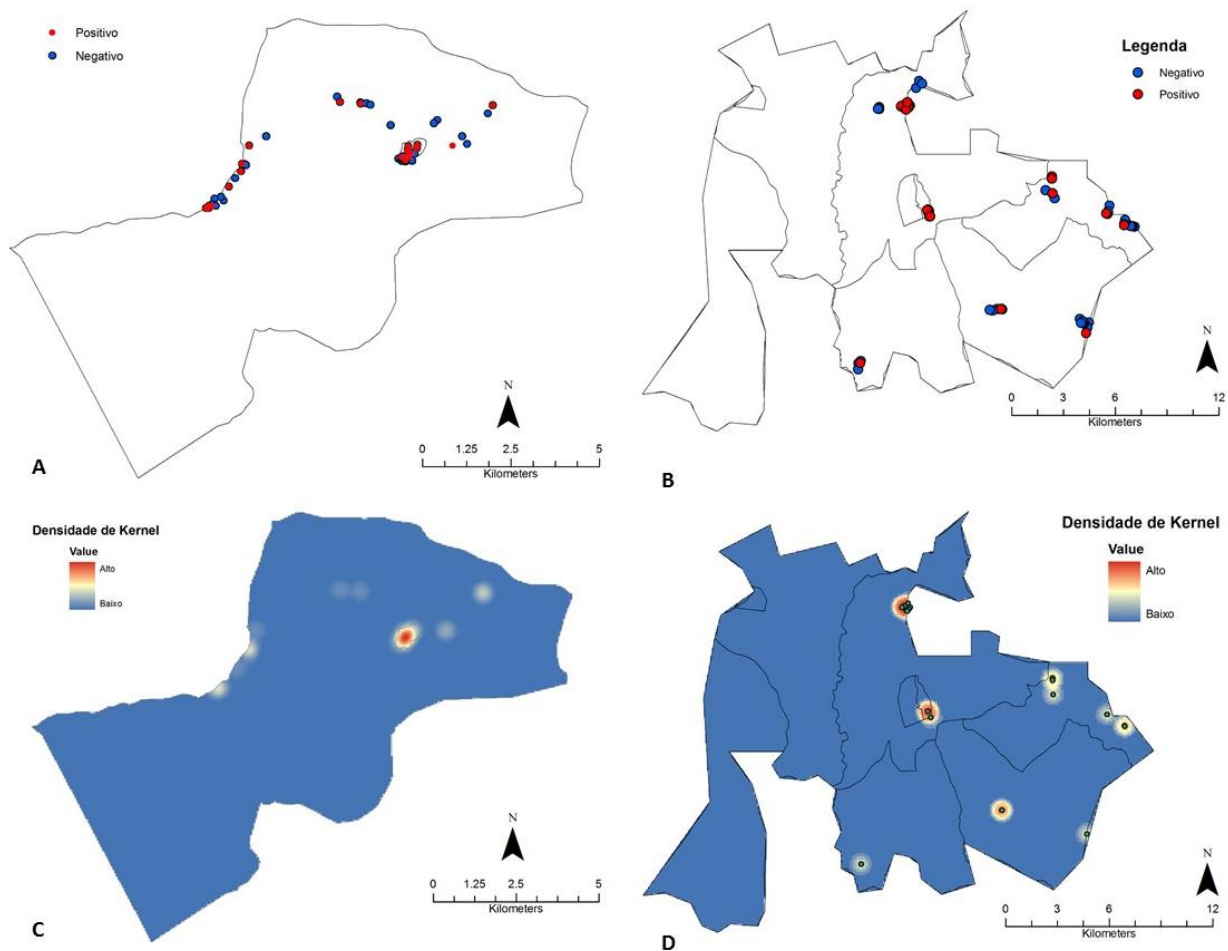 Positivo
Negativo
N
0 1.25 2.5 5
Kilometers
A
Legenda
Negativo
Positivo
N
0 3 6 12
Kilometers
B
Densidade de Kernel
Value
Alto
Baixo
N
0 1.25 2.5 5
Kilometers
C
Densidade de Kernel
Value
Alto
Baixo
N
0 3 6 12
Kilometers
D